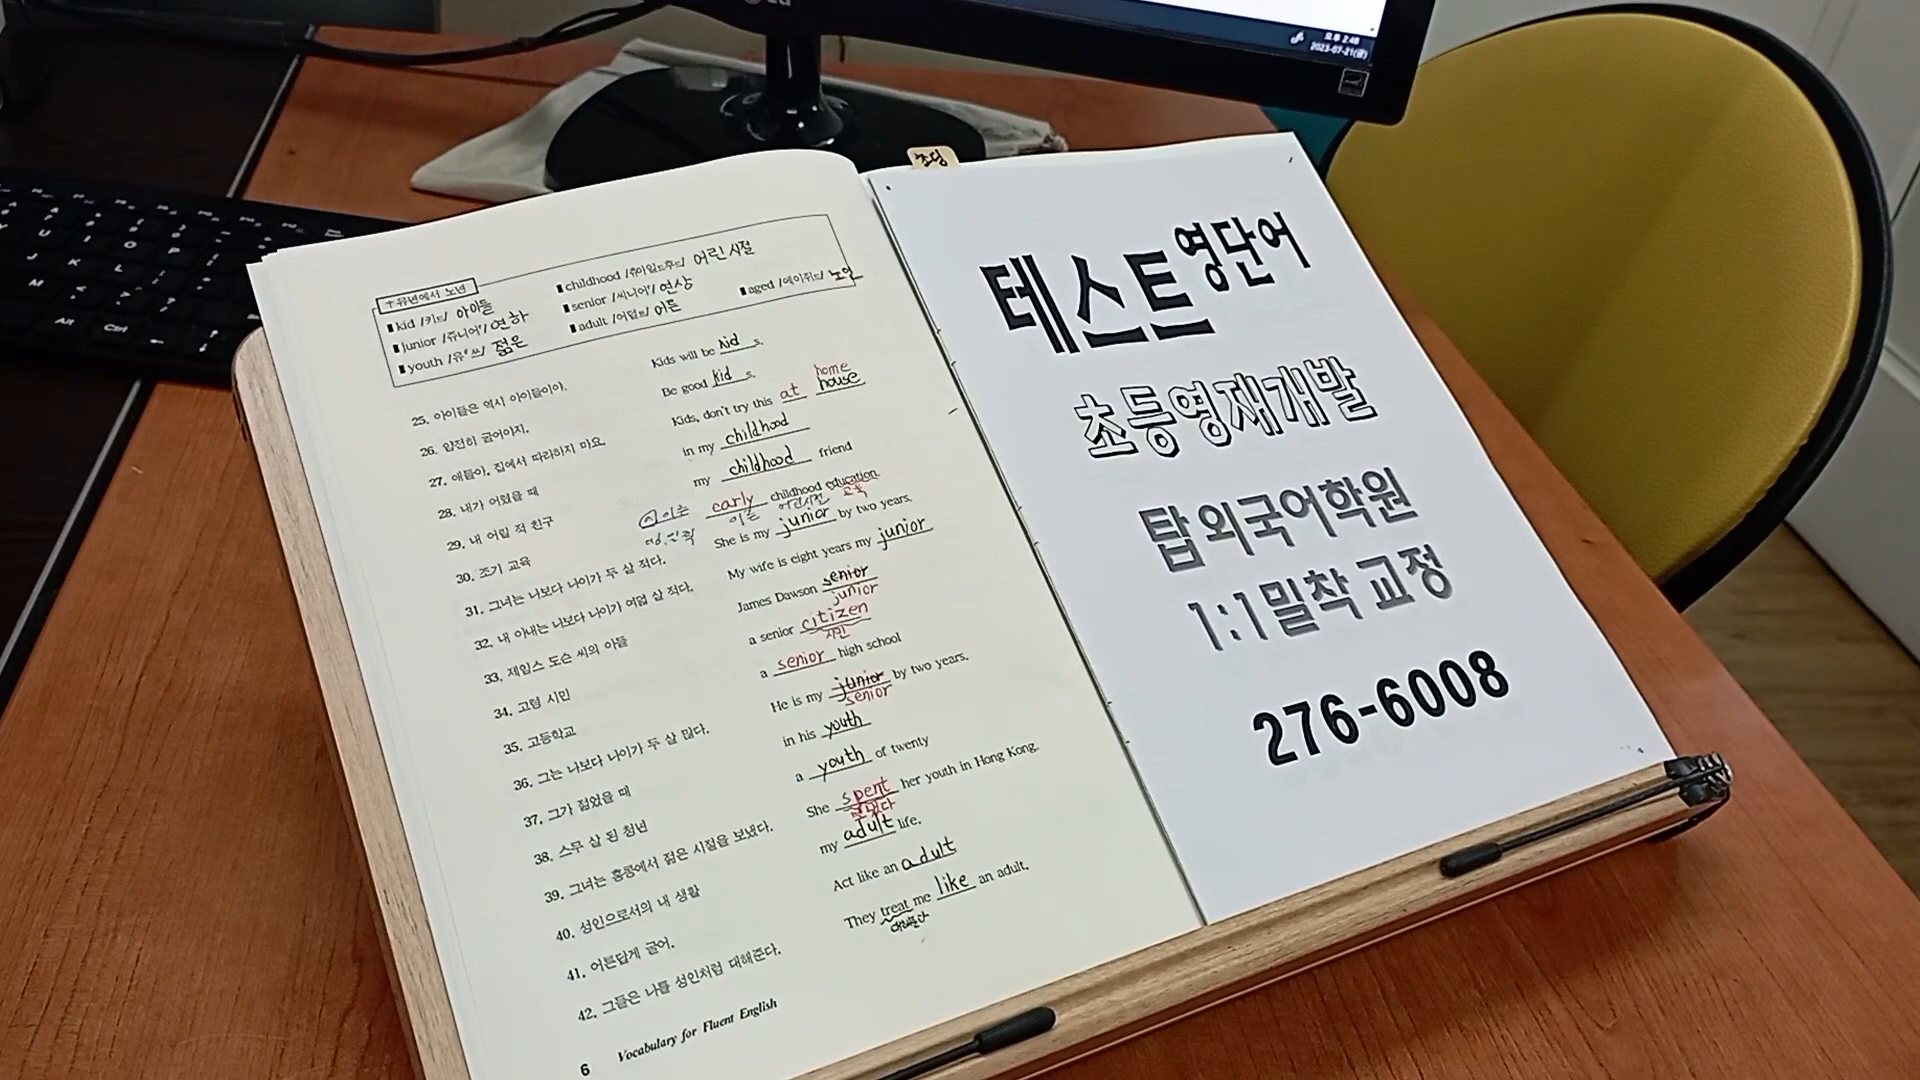 오후 2:48
2023-07-21(금)
초딩
유년에서 노년
kid /키드/ 아이들
junior /쥬니어/ 연하
youth /유쓰/ 젊은
childhood /촤일드후드/ 어린시절
senior /씨니어/ 연상
adult /어덜트/ 어른
aged /에이쥐드/ 노인
25. 아이들은 역시 아이들이야. Kids will be kid s.
26. 얌전히 굴어야지. Be good kid s.
27. 얘들아, 집에서 따라하지 마요. Kids, don't try this at house home
28. 내가 어렸을 때 in my childhood
29. 내 어릴 적 친구 my childhood friend
30. 조기 교육 early childhood education.
이른 어린시절 교육
31. 그녀는 나보다 나이가 두 살 적다. She is my junior by two years.
32. 내 아내는 나보다 나이가 여덟 살 적다. My wife is eight years my junior
33. 제임스 도슨 씨의 아들 James Dawson senior junior
34. 고령 시민 a senior citizen
시민
35. 고등학교 a senior high school
36. 그는 나보다 나이가 두 살 많다. He is my junior senior by two years.
37. 그가 젊었을 때 in his youth
38. 스무 살 된 청년 a youth of twenty
39. 그녀는 홍콩에서 젊은 시절을 보냈다. She spent her youth in Hong Kong.
보냈다
40. 성인으로서의 내 생활 my adult life.
41. 어른답게 굴어. Act like an adult
42. 그들은 나를 성인처럼 대해준다. They treat me like an adult.
6 Vocabulary for Fluent English
테스트영단어
초등영재개발
탑외국어학원
1:1밀착 교정
276-6008